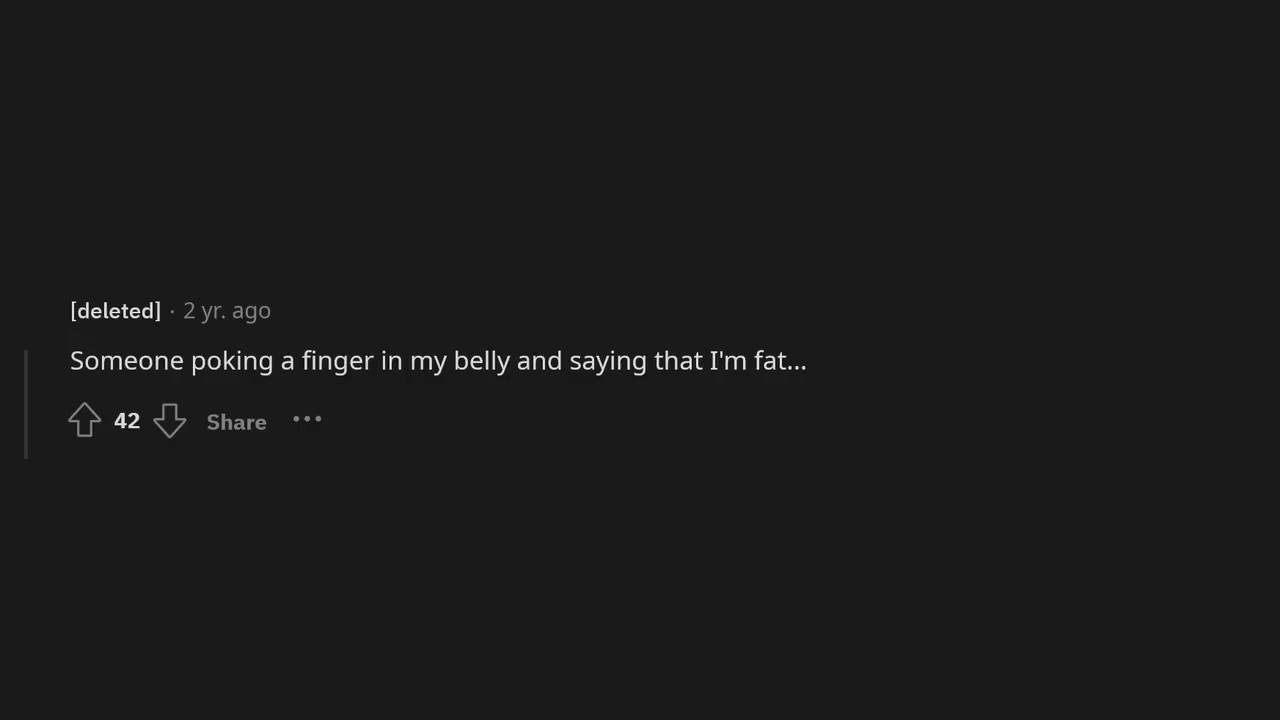 [deleted] · 2 yr. ago
Someone poking a finger in my belly and saying that I'm fat...
42 Share ...